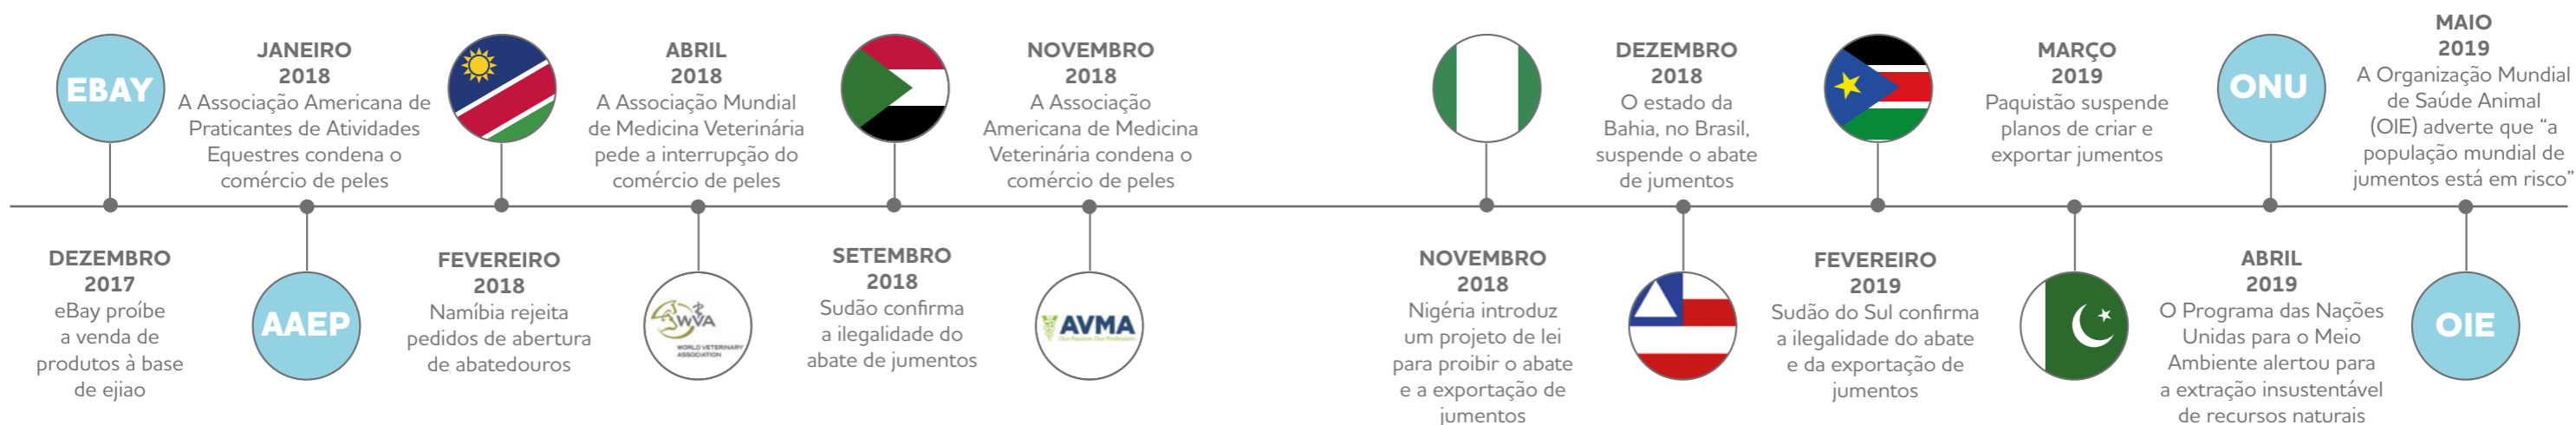 EBAY
DEZEMBRO
2017
eBay proíbe
a venda de
produtos à base
de ejiao
JANEIRO
2018
A Associação Americana de
Praticantes de Atividades
Equestres condena o
comércio de peles
AAEP
FEVEREIRO
2018
Namíbia rejeita
pedidos de abertura
de abatedouros
ABRIL
2018
A Associação Mundial
de Medicina Veterinária
pede a interrupção do
comércio de peles
WVA
WORLD VETERINARY
ASSOCIATION
SETEMBRO
2018
Sudão confirma
a ilegalidade do
abate de jumentos
NOVEMBRO
2018
A Associação
Americana de Medicina
Veterinária condena o
comércio de peles
AVMA
Our Passion. Our Profession.
NOVEMBRO
2018
Nigéria introduz
um projeto de lei
para proibir o abate
e a exportação de
jumentos
DEZEMBRO
2018
O estado da
Bahia, no Brasil,
suspende o abate
de jumentos
FEVEREIRO
2019
Sudão do Sul confirma
a ilegalidade do abate
e da exportação de
jumentos
MARÇO
2019
Paquistão suspende
planos de criar e
exportar jumentos
ONU
ABRIL
2019
O Programa das Nações
Unidas para o Meio
Ambiente alertou para
a extração insustentável
de recursos naturais
MAIO
2019
A Organização Mundial
de Saúde Animal
(OIE) adverte que “a
população mundial de
jumentos está em risco”
OIE